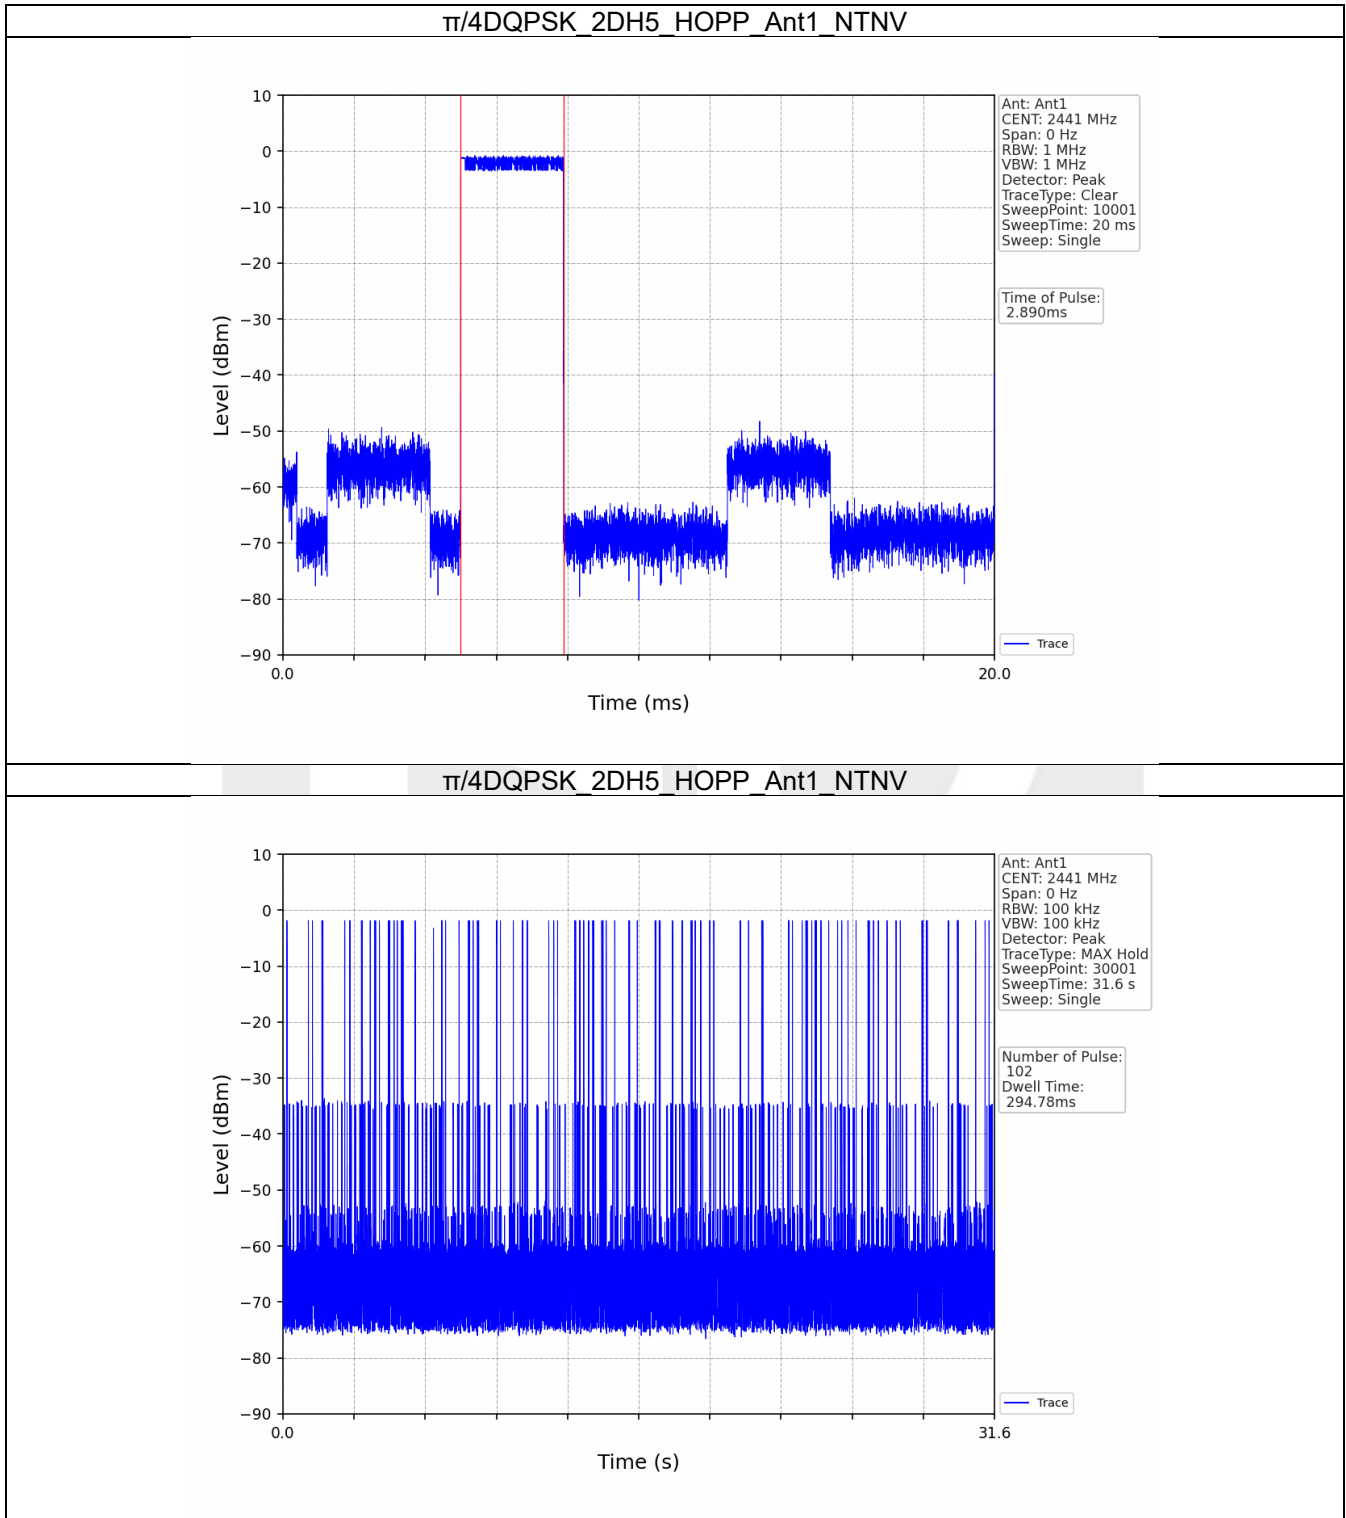 π/4DQPSK_2DH5_HOPP_Ant1_NTNV
10
0
−10
−20
−30
−40
−50
−60
−70
−80
−90
Level (dBm)
0.0
20.0
Time (ms)
Ant: Ant1
CENT: 2441 MHz
Span: 0 Hz
RBW: 1 MHz
VBW: 1 MHz
Detector: Peak
TraceType: Clear
SweepPoint: 10001
SweepTime: 20 ms
Sweep: Single
Time of Pulse:
2.890ms
Trace
π/4DQPSK_2DH5_HOPP_Ant1_NTNV
10
0
−10
−20
−30
−40
−50
−60
−70
−80
−90
Level (dBm)
0.0
31.6
Time (s)
Ant: Ant1
CENT: 2441 MHz
Span: 0 Hz
RBW: 100 kHz
VBW: 100 kHz
Detector: Peak
TraceType: MAX Hold
SweepPoint: 30001
SweepTime: 31.6 s
Sweep: Single
Number of Pulse:
102
Dwell Time:
294.78ms
Trace